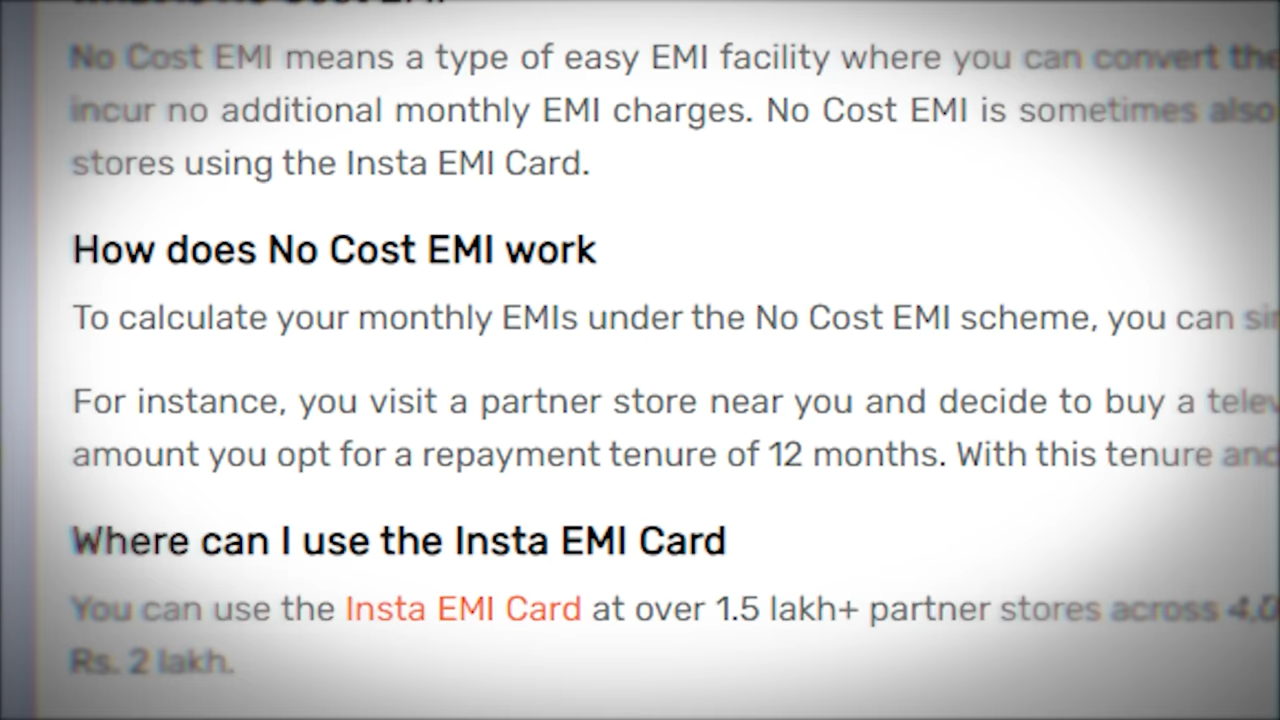 No Cost EMI means a type of easy EMI facility where you can convert the
incur no additional monthly EMI charges. No Cost EMI is sometimes also
stores using the Insta EMI Card.
How does No Cost EMI work
To calculate your monthly EMIs under the No Cost EMI scheme, you can
For instance, you visit a partner store near you and decide to buy a
amount you opt for a repayment tenure of 12 months. With this tenure and
Where can I use the Insta EMI Card
You can use the Insta EMI Card at over 1.5 lakh+ partner stores across
Rs. 2 lakh.